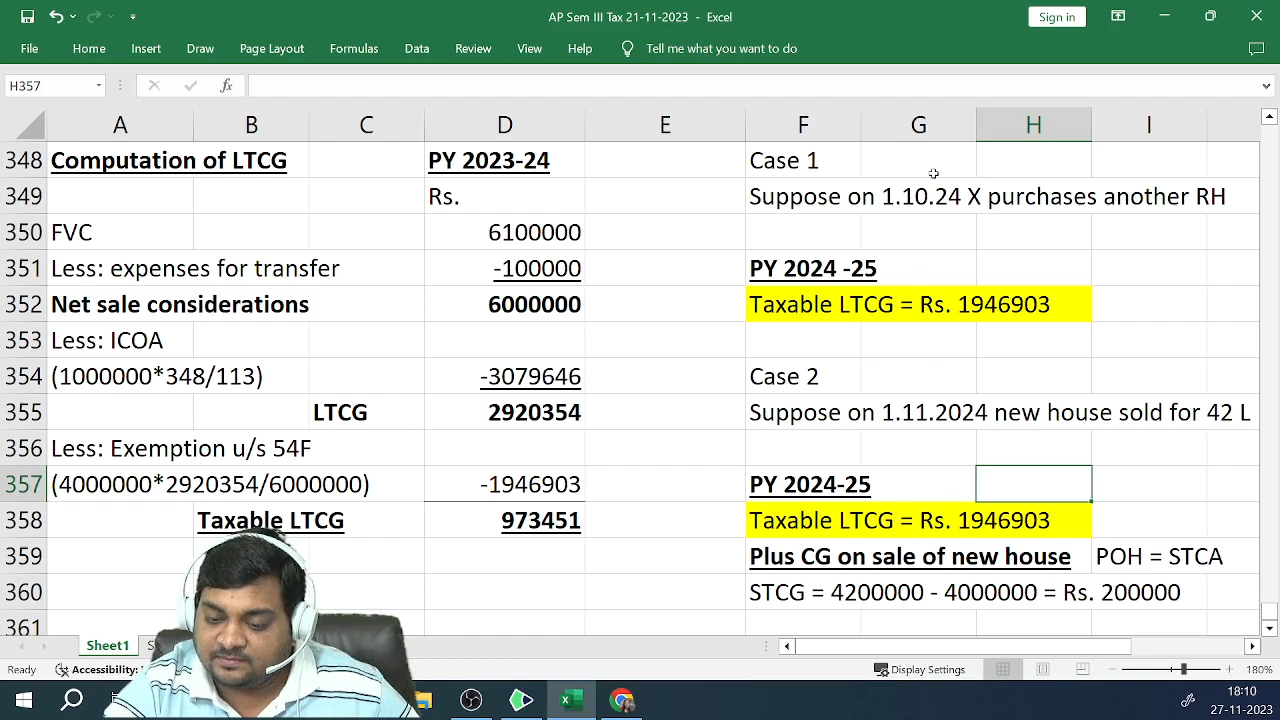 AP Sem III Tax 21-11-2023 - Excel
Sign in
File Home Insert Draw Page Layout Formulas Data Review View Help Tell me what you want to do
H357 fx
A B C D E F G H I
348 Computation of LTCG PY 2023-24 Case 1
349 Rs. Suppose on 1.10.24 X purchases another RH
350 FVC 6100000
351 Less: expenses for transfer -100000 PY 2024 -25
352 Net sale considerations 6000000 Taxable LTCG = Rs. 1946903
353 Less: ICOA
354 (1000000*348/113) -3079646 Case 2
355 LTCG 2920354 Suppose on 1.11.2024 new house sold for 42 L
356 Less: Exemption u/s 54F
357 (4000000*2920354/6000000) -1946903 PY 2024-25
358 Taxable LTCG 973451 Taxable LTCG = Rs. 1946903
359 Plus CG on sale of new house POH = STCA
360 STCG = 4200000 - 4000000 = Rs. 200000
361
Sheet1 S
Ready Accessibility: Display Settings 180%
18:10
27-11-2023